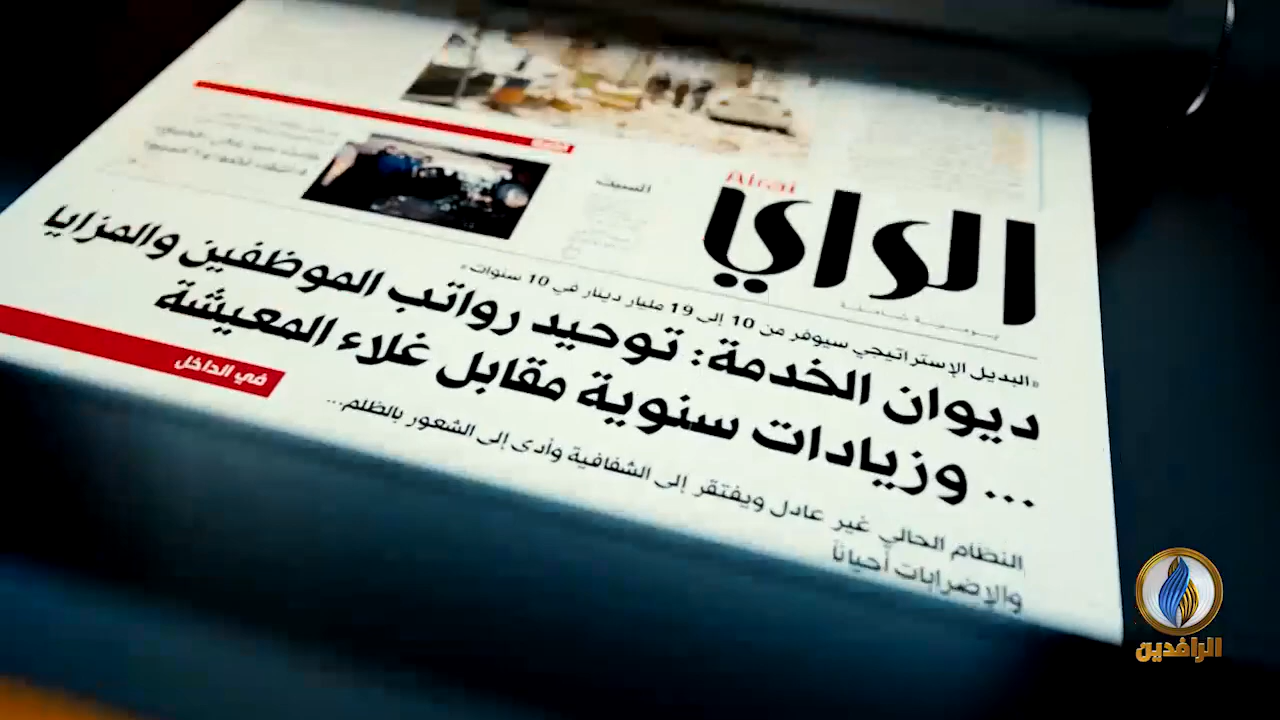 Alrai
الراي
السبت
«البديل الإستراتيجي سيوفر من 10 إلى 19 مليار دينار في 10 سنوات»
ديوان الخدمة: توحيد رواتب الموظفين والمزايا
... وزيادات سنوية مقابل غلاء المعيشة
النظام الحالي غير عادل ويفتقر إلى الشفافية وأدى إلى الشعور بالظلم...
والإضرابات أحياناً
في الداخل
الرافدين